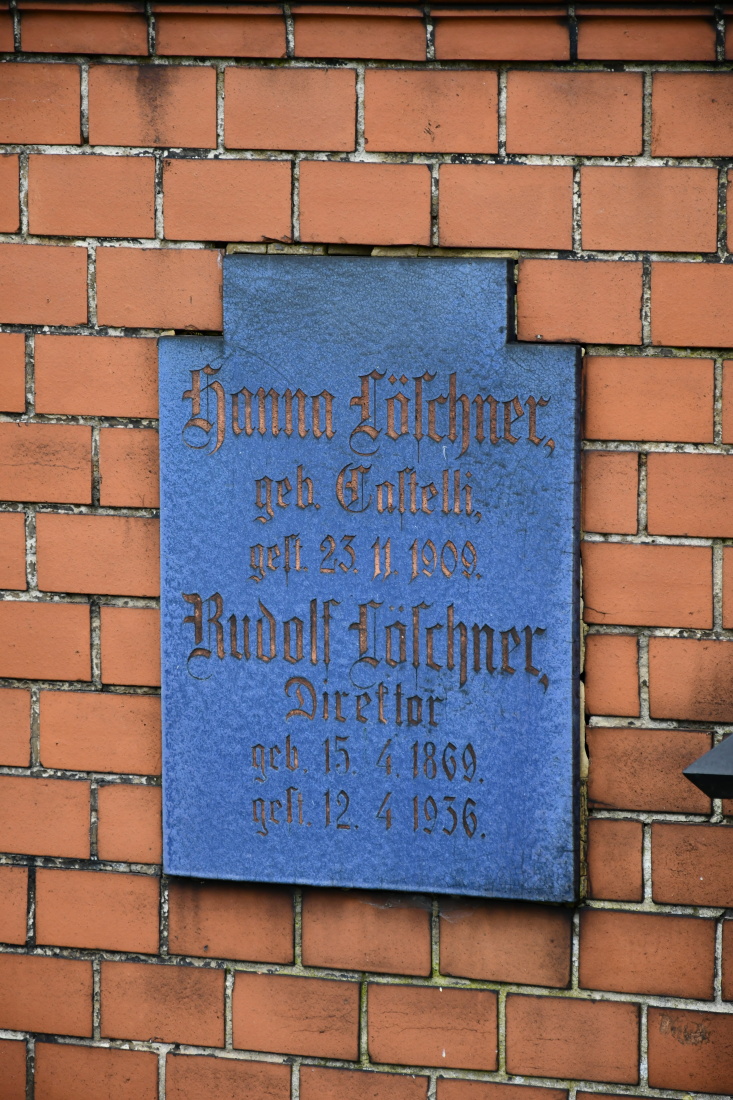 Hanna Löschner,
geb. Castelli,
gest. 23. 11. 1909.
Rudolf Löschner,
Direktor
geb. 15. 4. 1869.
gest. 12. 4 1936.